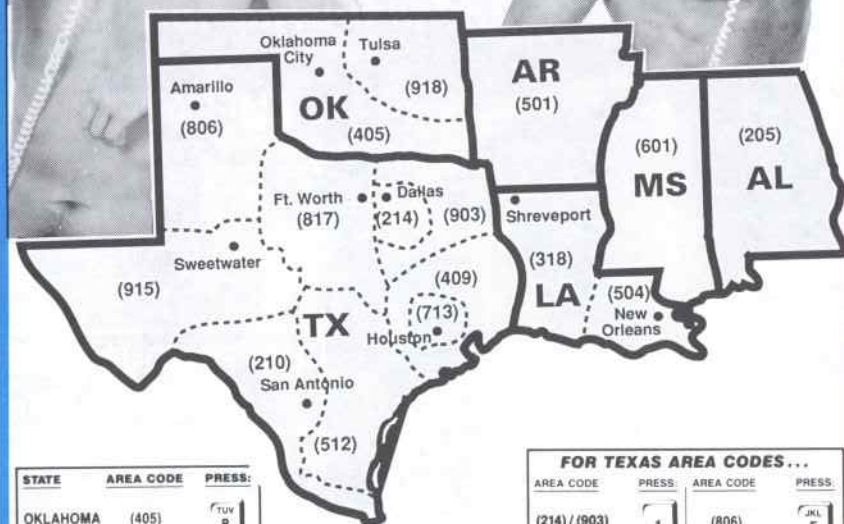 Oklahoma City
Tulsa
(918)
OK
(405)
Amarillo
(806)
AR
(501)
(601)
MS
(205)
AL
Ft. Worth
(817)
Dallas
(214)
(903)
Shreveport
(318)
LA
(504)
New Orleans
Sweetwater
(915)
(409)
(713)
Houston
TX
(210)
San Antonio
(512)
STATE AREA CODE PRESS:
OKLAHOMA (405) TUV 8
FOR TEXAS AREA CODES...
AREA CODE PRESS: AREA CODE PRESS:
(214) / (903) 1 (806) JKL